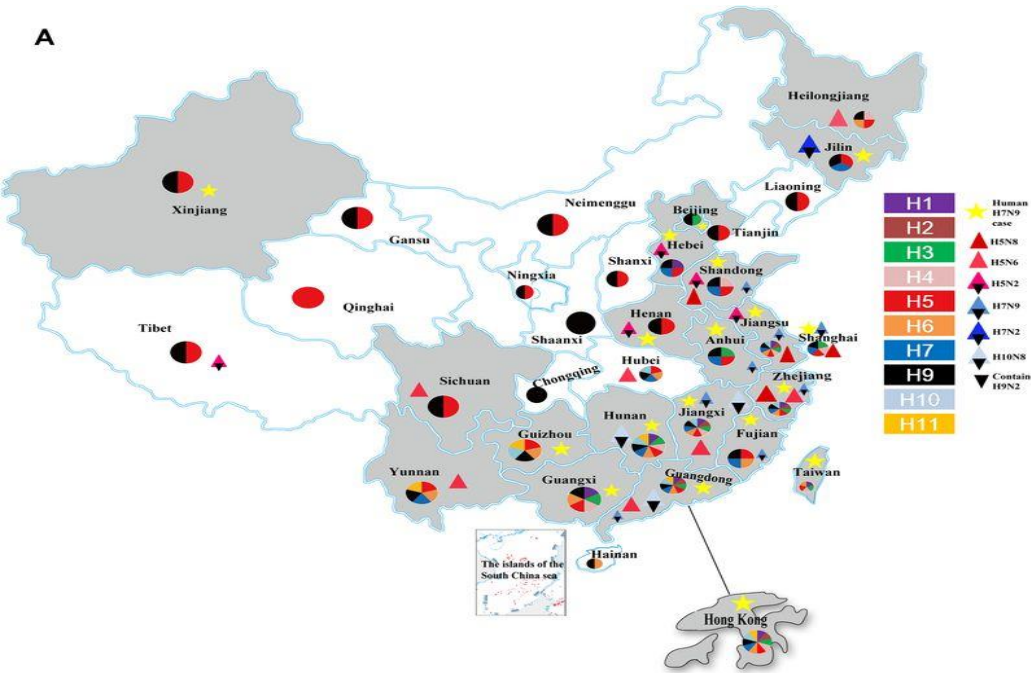 A
Heilongjiang
Jilin
Liaoning
Xinjiang
Gansu
Neimenggu
Beijing
Tianjin
Hebei
Shanxi
Shandong
Ningxia
Qinghai
Tibet
Shaanxi
Henan
Jiangsu
Anhui
Shanghai
Hubei
Chongqing
Sichuan
Zhejiang
Hunan
Jiangxi
Guizhou
Fujian
Yunnan
Guangxi
Guangdong
Taiwan
Hainan
The islands of the
South China sea
Hong Kong
H1
H2
H3
H4
H5
H6
H7
H9
H10
H11
Human
H7N9
case
H5N8
H5N6
H5N2
H7N9
H7N2
H10N8
Contain
H9N2